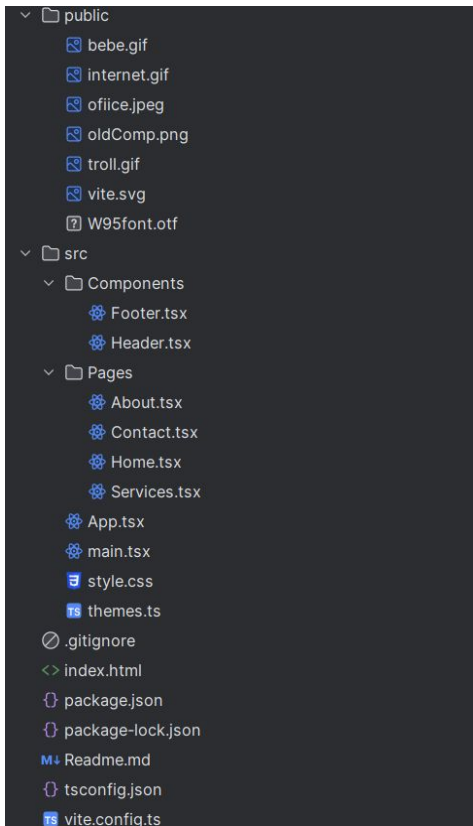 public
bebe.gif
internet.gif
ofiice.jpeg
oldComp.png
troll.gif
vite.svg
W95font.otf
src
Components
Footer.tsx
Header.tsx
Pages
About.tsx
Contact.tsx
Home.tsx
Services.tsx
App.tsx
main.tsx
style.css
themes.ts
.gitignore
index.html
package.json
package-lock.json
Readme.md
tsconfig.json
vite.config.ts